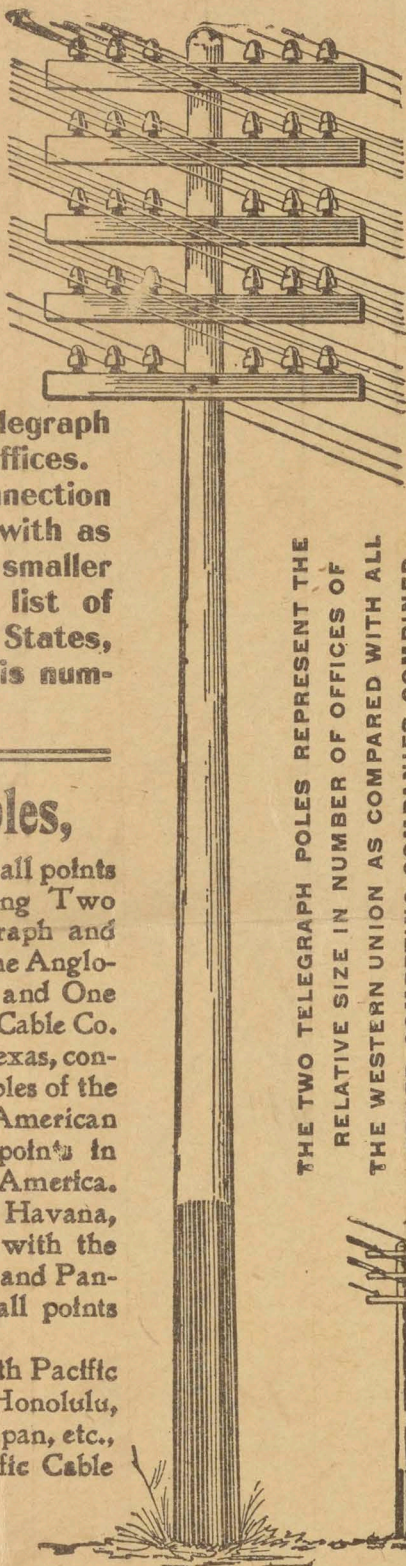 legraph
ffices.
nnection
with as
smaller
list of
States,
is num-
les,
all points
ng Two
raph and
he Anglo-
and One
Cable Co.
exas, con-
bles of the
American
points in
America.
Havana,
with the
and Pan-
all points
th Pacific
Honolulu,
pan, etc.,
fic Cable
THE TWO TELEGRAPH POLES REPRESENT THE
RELATIVE SIZE IN NUMBER OF OFFICES OF
THE WESTERN UNION AS COMPARED WITH ALL